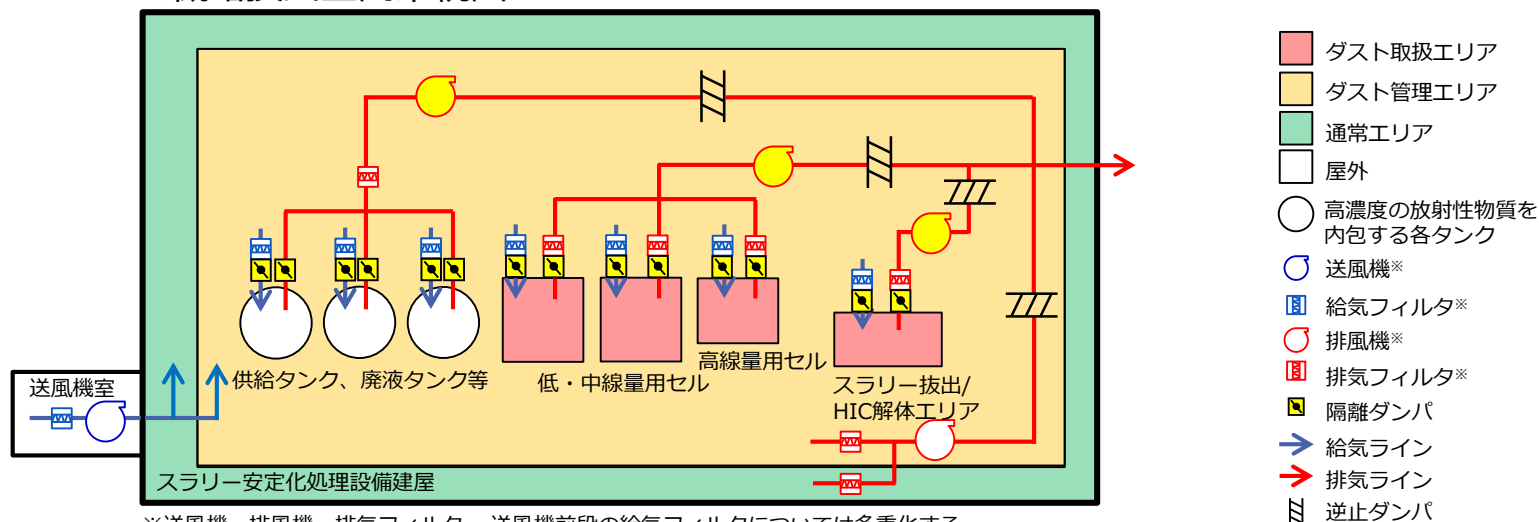 送風機室
供給タンク、廃液タンク等
低・中線量用セル
高線量用セル
スラリー抜出/
HIC解体エリア
スラリー安定化処理設備建屋
ダスト取扱エリア
ダスト管理エリア
通常エリア
屋外
高濃度の放射性物質を
内包する各タンク
送風機※
給気フィルタ※
排風機※
排気フィルタ※
隔離ダンパ
給気ライン
排気ライン
逆止ダンパ